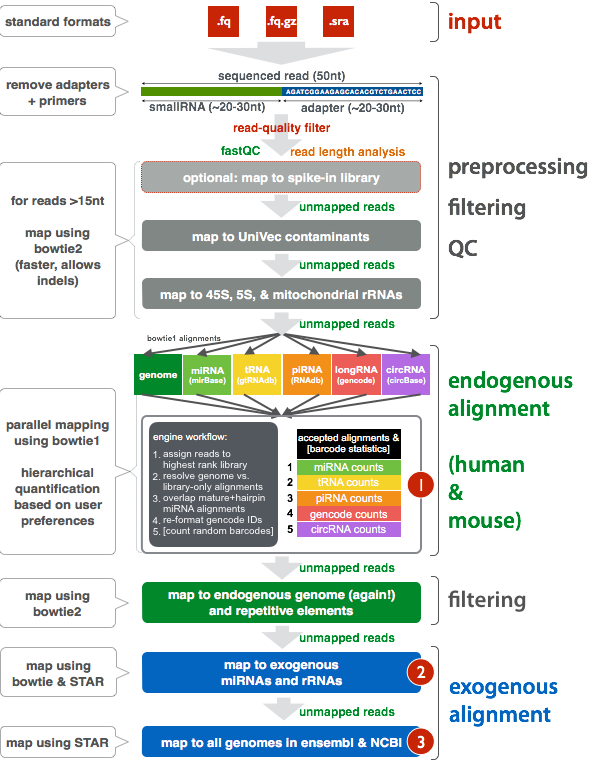 standard formats
.fq
.fq.gz
.sra
input
remove adapters
+ primers
sequenced read (50nt)
AGATCGGAAGAGCACACGTCTGAACTCC
smallRNA (~20-30nt)
adapter (~20-30nt)
read-quality filter
fastQC
read length analysis
preprocessing
filtering
QC
for reads >15nt
map using
bowtie2
(faster, allows
indels)
optional: map to spike-in library
unmapped reads
map to UniVec contaminants
unmapped reads
map to 45S, 5S, & mitochondrial rRNAs
unmapped reads
bowtie1 alignments
genome
miRNA
(mirBase)
tRNA
(gtRNAdb)
piRNA
(RNAdb)
longRNA
(gencode)
circRNA
(circBase)
endogenous
alignment
(human
&
mouse)
parallel mapping
using bowtie1
hierarchical
quantification
based on user
preferences
engine workflow:
1. assign reads to
highest rank library
2. resolve genome vs.
library-only alignments
3. overlap mature+hairpin
miRNA alignments
4. re-format gencode IDs
5. [count random barcodes]
accepted alignments &
[barcode statistics]
1 miRNA counts
2 tRNA counts
3 piRNA counts
4 gencode counts
5 circRNA counts
1
unmapped reads
map using
bowtie2
map to endogenous genome (again!)
and repetitive elements
filtering
unmapped reads
map using
bowtie & STAR
map to exogenous
miRNAs and rRNAs
2
exogenous
alignment
unmapped reads
map using STAR
map to all genomes in ensembl & NCBI
3